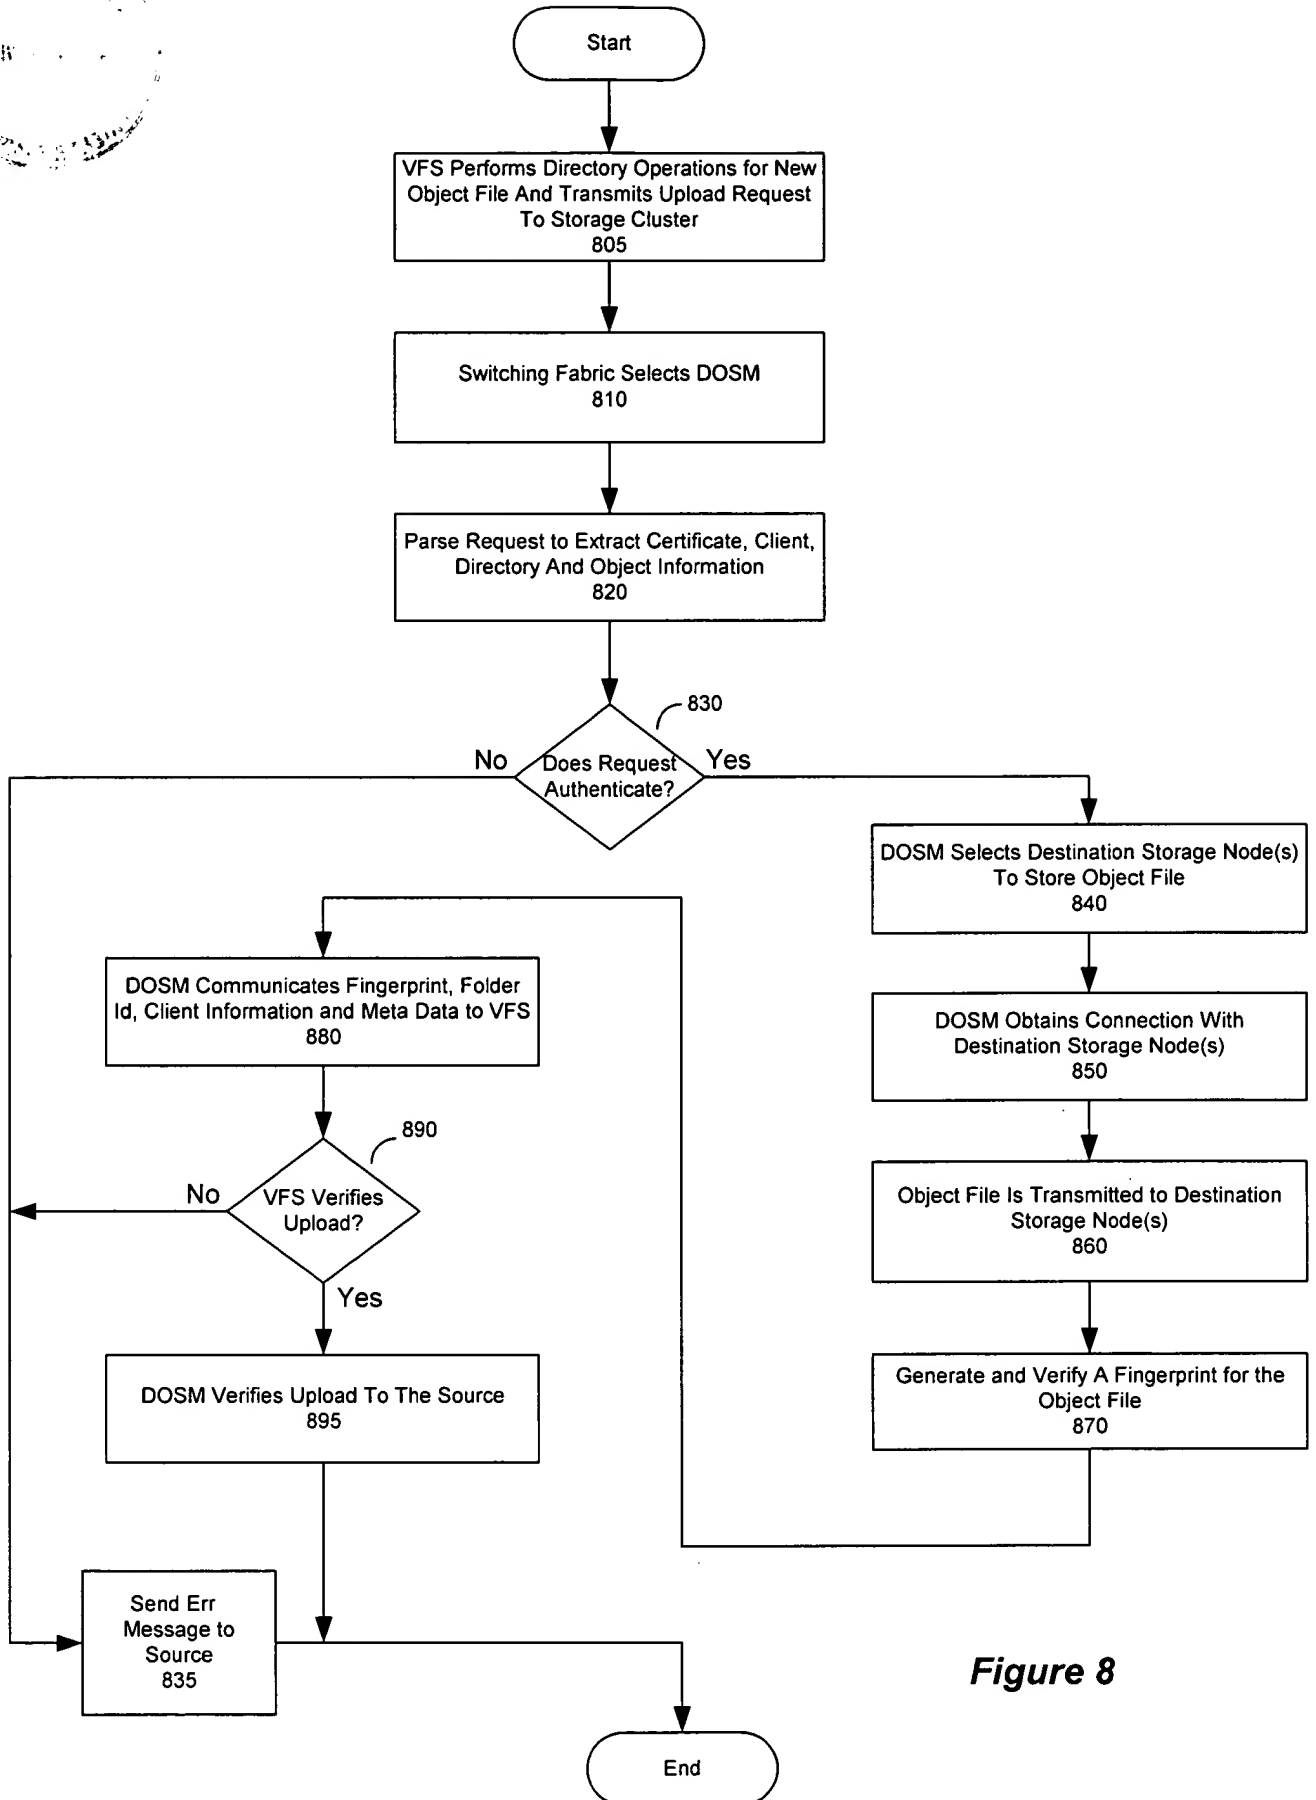 Start
VFS Performs Directory Operations for New
Object File And Transmits Upload Request
To Storage Cluster
805
Switching Fabric Selects DOSM
810
Parse Request to Extract Certificate, Client,
Directory And Object Information
820
830
No
Does Request
Authenticate?
Yes
DOSM Selects Destination Storage Node(s)
To Store Object File
840
DOSM Obtains Connection With
Destination Storage Node(s)
850
Object File Is Transmitted to Destination
Storage Node(s)
860
Generate and Verify A Fingerprint for the
Object File
870
DOSM Communicates Fingerprint, Folder
Id, Client Information and Meta Data to VFS
880
890
No
VFS Verifies
Upload?
Yes
DOSM Verifies Upload To The Source
895
Send Err
Message to
Source
835
Figure 8
End